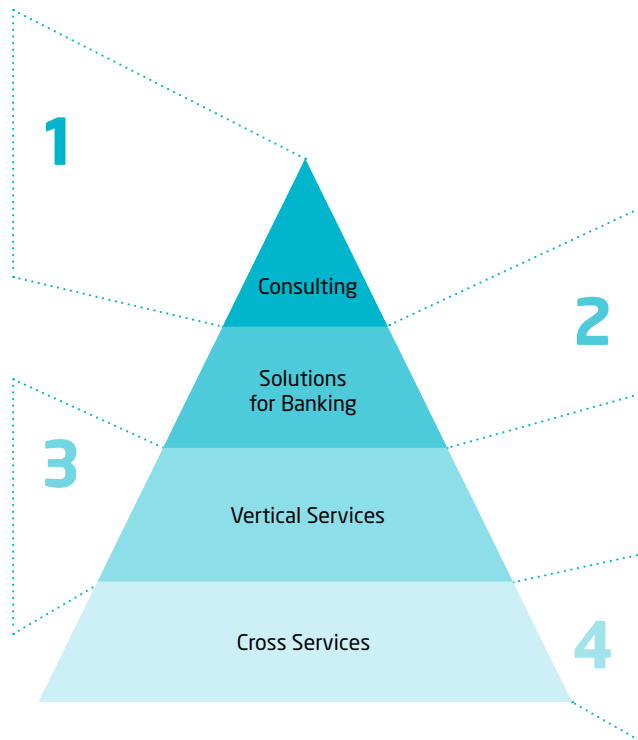 1
Consulting
2
Solutions
for Banking
3
Vertical Services
4
Cross Services